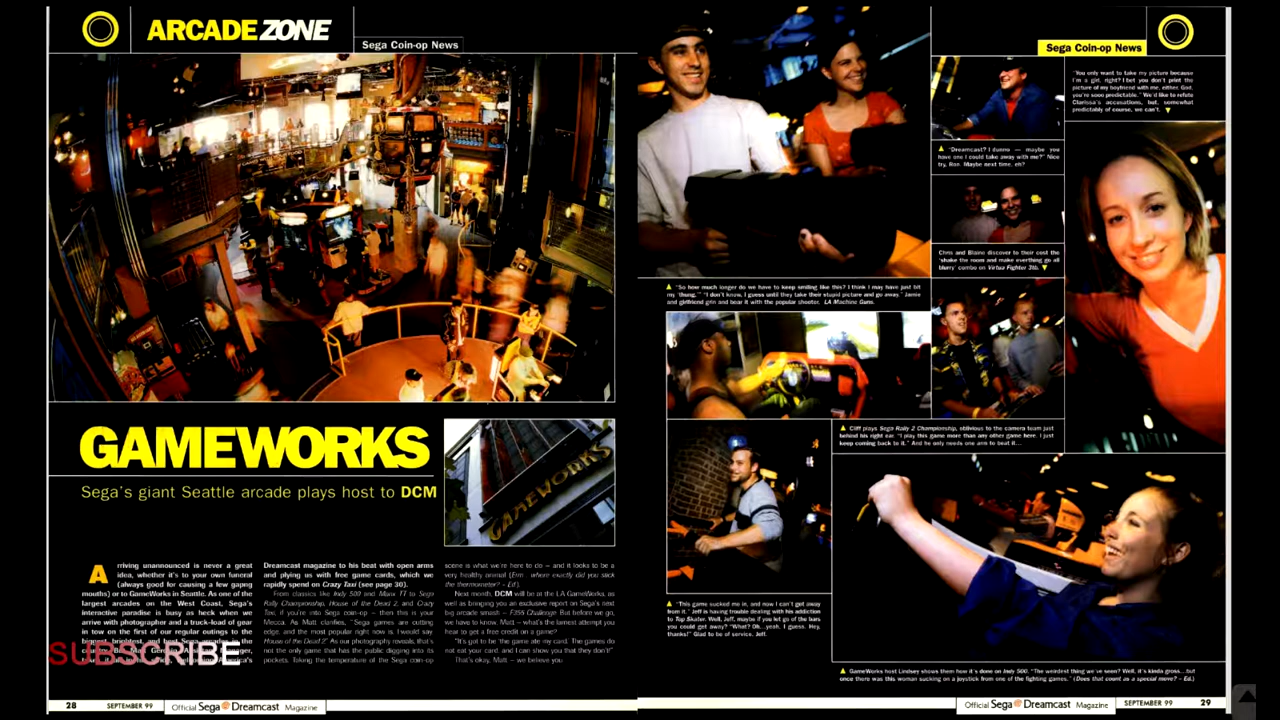 ARCADE ZONE
Sega Coin-op News
GAMEWORKS
GAMEWORKS
Sega's giant Seattle arcade plays host to DCM
Arriving unannounced is never a great
idea, whether it's to your own funeral
(always good for causing a few gaping
mouths) or to GameWorks in Seattle. As one of the
largest arcades on the West Coast, Sega's
interactive paradise is busy as heck when we
arrive with photographer and a truck-load of gear
in tow on the first of our regular outings to the
biggest, brightest, and best Sega arcades in the
Dreamcast magazine to his beat with open arms
and plying us with free game cards, which we
rapidly spend on Crazy Taxi (see page 30).
From classics like Indy 500 and Manx TT to Sega
Rally Championship, House of the Dead 2, and Crazy
Taxi, if you're into Sega coin-op – then this is your
Mecca. As Matt clarifies, "Sega games are cutting
edge, and the most popular right now is, I would say
House of the Dead 2." As our photography reveals, that's
not the only game that has the public digging into its
pockets. Taking the temperature of the Sega coin-op
scene is what we're here to do – and it looks to be a
very healthy animal (Erm - where exactly did you stick
the thermometer? – Ed.).
Next month, DCM will be at the LA GameWorks, as
well as bringing you an exclusive report on Sega's next
big arcade smash – F355 Challenge. But before we go,
we have to know, Matt – what's the lamest attempt you
hear to get a free credit on a game?
"It's got to be 'the game ate my card.' The games do
not eat your card, and I can show you that they don't!"
That's okay, Matt – we believe you.
SUBSCRIBE
28
SEPTEMBER 99
Official Sega Dreamcast Magazine
Sega Coin-op News
"You only want to take my picture because
I'm a girl, right? I bet you don't print the
picture of my boyfriend with me, either. God,
you're sooo predictable." We'd like to refute
Clarissa's accusations, but, somewhat
predictably of course, we can't.
"Dreamcast? I dunno — maybe you
have one I could take away with me?" Nice
try, Ron. Maybe next time, eh?
Chris and Blaine discover to their cost the
'shake the room and make everthing go all
blurry' combo on Virtua Fighter 3tb.
"So how much longer do we have to keep smiling like this? I think I may have just bit
my 'thung.'" "I don't know, I guess until they take their stupid picture and go away." Jamie
and girlfriend grin and bear it with the popular shooter, LA Machine Guns.
Cliff plays Sega Rally 2 Championship, oblivious to the camera team just
behind his right ear. "I play this game more than any other game here. I just
keep coming back to it." And he only needs one arm to beat it...
"This game sucked me in, and now I can't get away
from it." Jeff is having trouble dealing with his addiction
to Top Skater. Well, Jeff, maybe if you let go of the bars
you could get away? "What? Oh...yeah. I guess. Hey,
thanks!" Glad to be of service, Jeff.
GameWorks host Lindsey shows them how it's done on Indy 500. "The weirdest thing we've seen? Well, it's kinda gross...but
once there was this woman sucking on a joystick from one of the fighting games." (Does that count as a special move? – Ed.)
Official Sega Dreamcast Magazine
SEPTEMBER 99
29